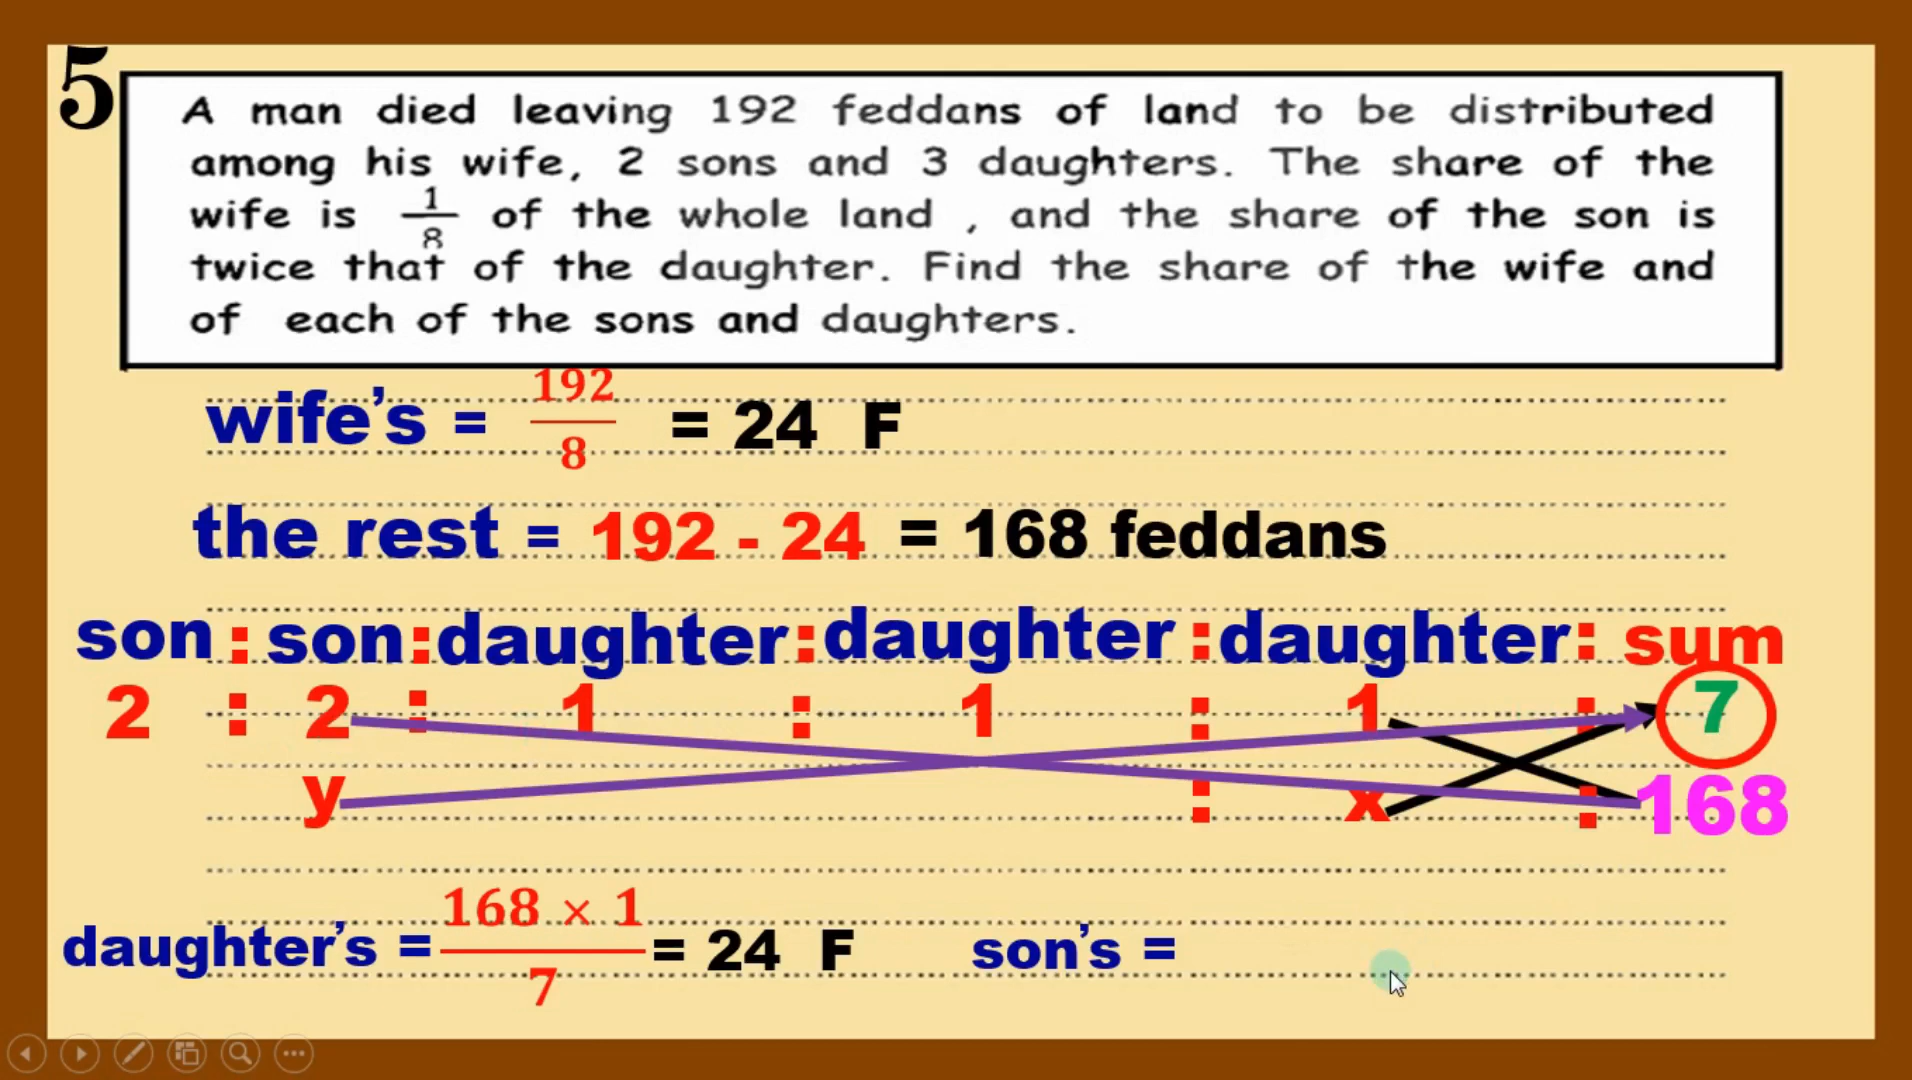 5
A man died leaving 192 feddans of land to be distributed
among his wife, 2 sons and 3 daughters. The share of the
wife is 1/8 of the whole land , and the share of the son is
twice that of the daughter. Find the share of the wife and
of each of the sons and daughters.
wife’s = 192/8 = 24 F
the rest = 192 - 24 = 168 feddans
son : son : daughter : daughter : daughter : sum
2 : 2 : 1 : 1 : 1 : 7
y : x : 168
daughter’s = 168 × 1/7 = 24 F son’s =